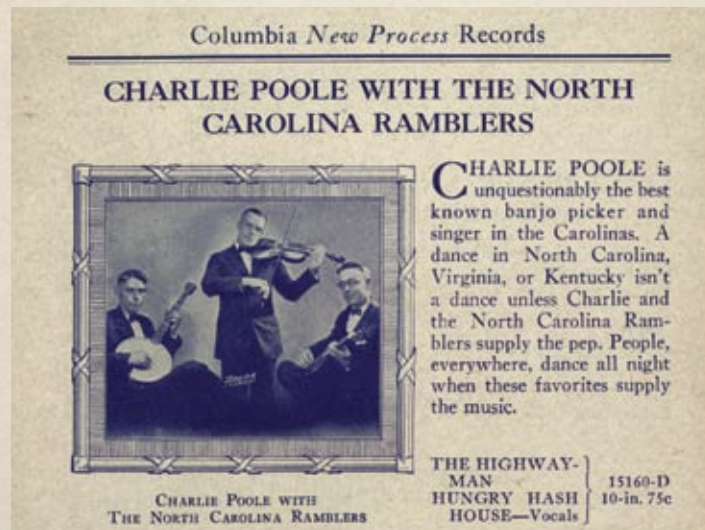 Columbia New Process Records
CHARLIE POOLE WITH THE NORTH
CAROLINA RAMBLERS
CHARLIE POOLE is
unquestionably the best
known banjo picker and
singer in the Carolinas. A
dance in North Carolina,
Virginia, or Kentucky isn't
a dance unless Charlie and
the North Carolina Ram-
blers supply the pep. People,
everywhere, dance all night
when these favorites supply
the music.
CHARLIE POOLE WITH
THE NORTH CAROLINA RAMBLERS
THE HIGHWAY-
MAN
HUNGRY HASH
HOUSE—Vocals
15160-D
10-in. 75c